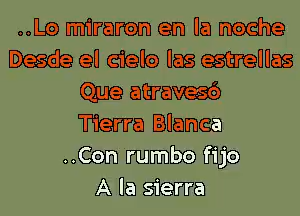 ..Lo miraron en la noche
Desde el cielo las estrellas
Que atravesó
Tierra Blanca
..Con rumbo fijo
A la sierra